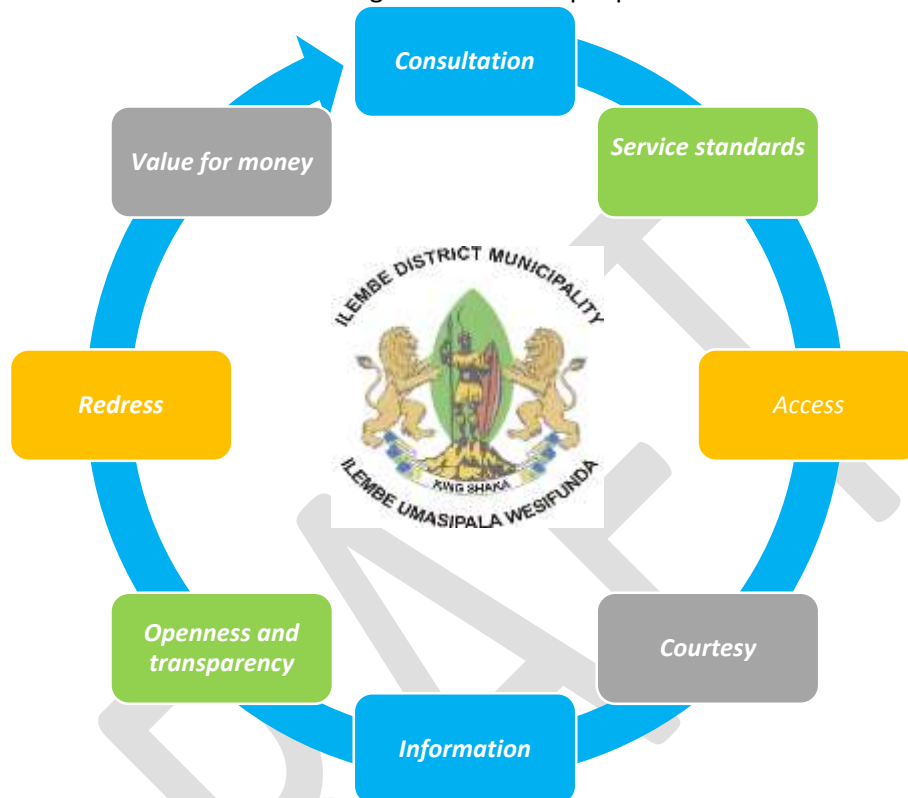 Consultation
Service standards
Value for money
ILEMBE DISTRICT MUNICIPALITY
KING SHAKA
ILEMBE UMASIPALA WESIFUNDA
Redress
Access
Openness and
transparency
Courtesy
Information
DRAFT